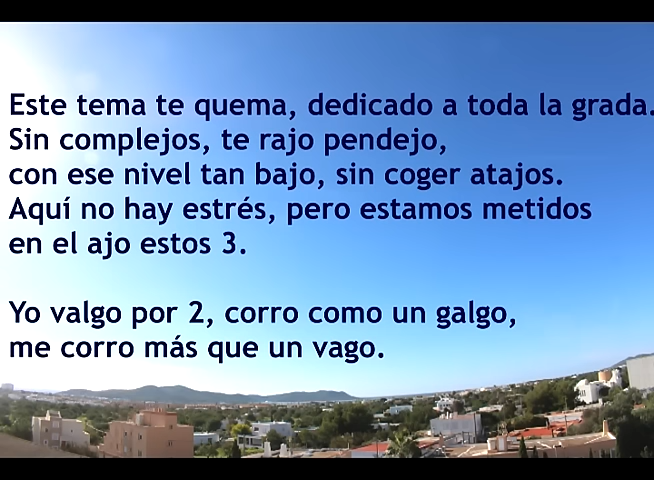 Este tema te quema, dedicado a toda la grada.
Sin complejos, te rajo pendejo,
con ese nivel tan bajo, sin coger atajos.
Aquí no hay estrés, pero estamos metidos
en el ajo estos 3.
Yo valgo por 2, corro como un galgo,
me corro más que un vago.